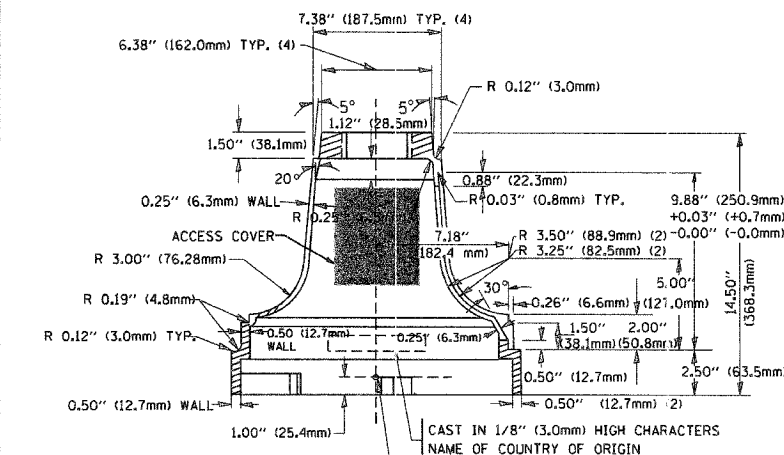 7.38" (187.5mm) TYP. (4)
6.38" (162.0mm) TYP. (4)
R 0.12" (3.0mm)
5° 5°
1.12" (28.5mm)
1.50" (38.1mm)
20°
0.88" (22.3mm)
0.25" (6.3mm) WALL
R 0.03" (0.8mm) TYP.
9.88" (250.9mm)
+0.03" (+0.7mm)
-0.00" (-0.0mm)
R 0.25"
ACCESS COVER
7.18"
182.4 mm)
R 3.50" (88.9mm) (2)
R 3.25" (82.5mm) (2)
R 3.00" (76.28mm)
5.00"
(127.0mm)
14.50"
(368.3mm)
30°
R 0.19" (4.8mm)
0.26" (6.6mm)
R 0.12" (3.0mm) TYP.
0.50 (12.7mm)
WALL
0.25" (6.3mm)
1.50" 2.00"
(38.1mm) (50.8mm)
0.50" (12.7mm)
2.50" (63.5mm)
0.50" (12.7mm) WALL
0.50" (12.7mm) (2)
1.00" (25.4mm)
CAST IN 1/8" (3.0mm) HIGH CHARACTERS
NAME OF COUNTRY OF ORIGIN